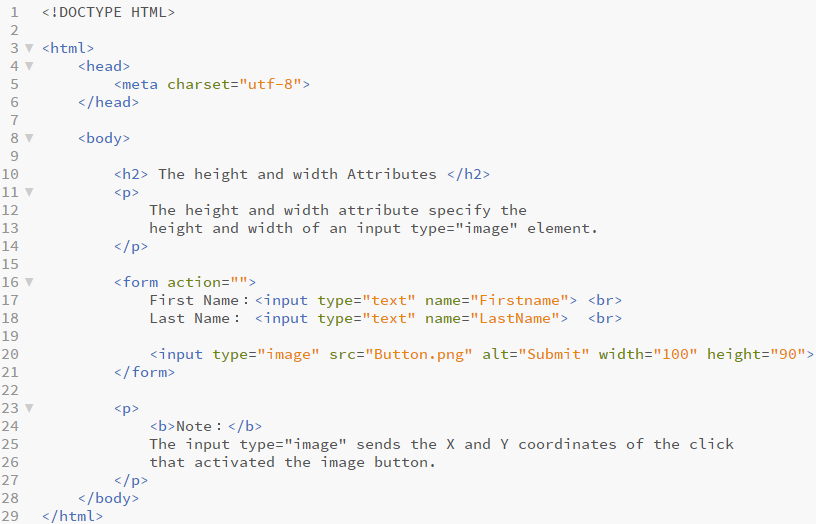 1 <!DOCTYPE HTML>
2
3 <html>
4 <head>
5 <meta charset="utf-8">
6 </head>
7
8 <body>
9
10 <h2> The height and width Attributes </h2>
11 <p>
12 The height and width attribute specify the
13 height and width of an input type="image" element.
14 </p>
15
16 <form action="">
17 First Name：<input type="text" name="Firstname"> <br>
18 Last Name： <input type="text" name="LastName">  <br>
19
20 <input type="image" src="Button.png" alt="Submit" width="100" height="90">
21 </form>
22
23 <p>
24 <b>Note：</b>
25 The input type="image" sends the X and Y coordinates of the click
26 that activated the image button.
27 </p>
28 </body>
29 </html>